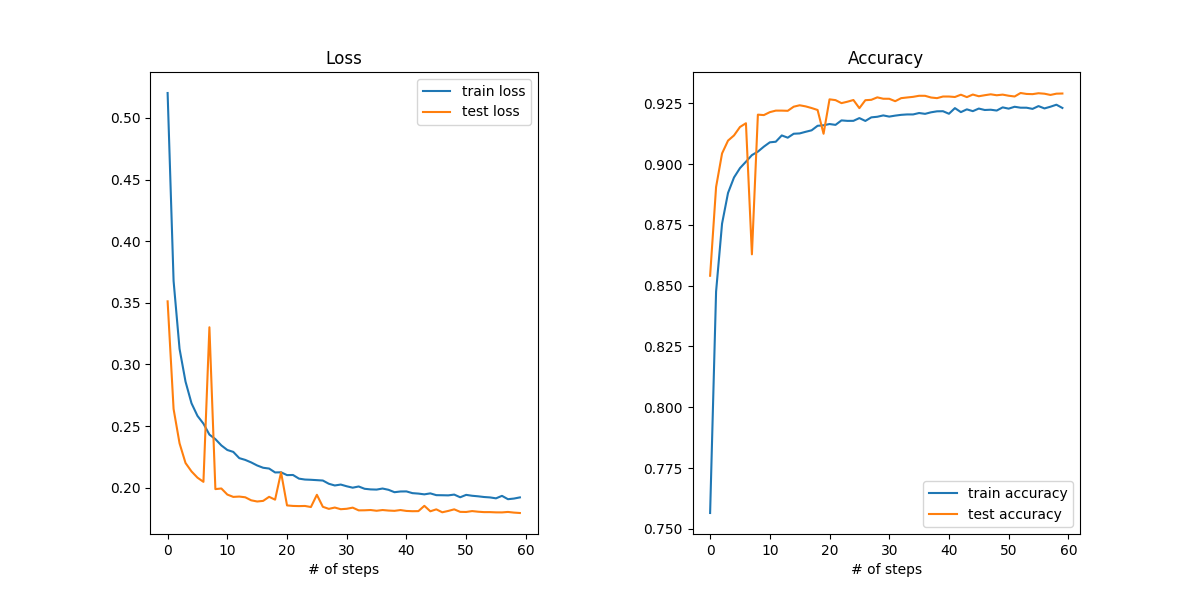 Loss
train loss
test loss
0.50
0.45
0.40
0.35
0.30
0.25
0.20
0 10 20 30 40 50 60
# of steps
Accuracy
0.925
0.900
0.875
0.850
0.825
0.800
0.775
0.750
train accuracy
test accuracy
0 10 20 30 40 50 60
# of steps